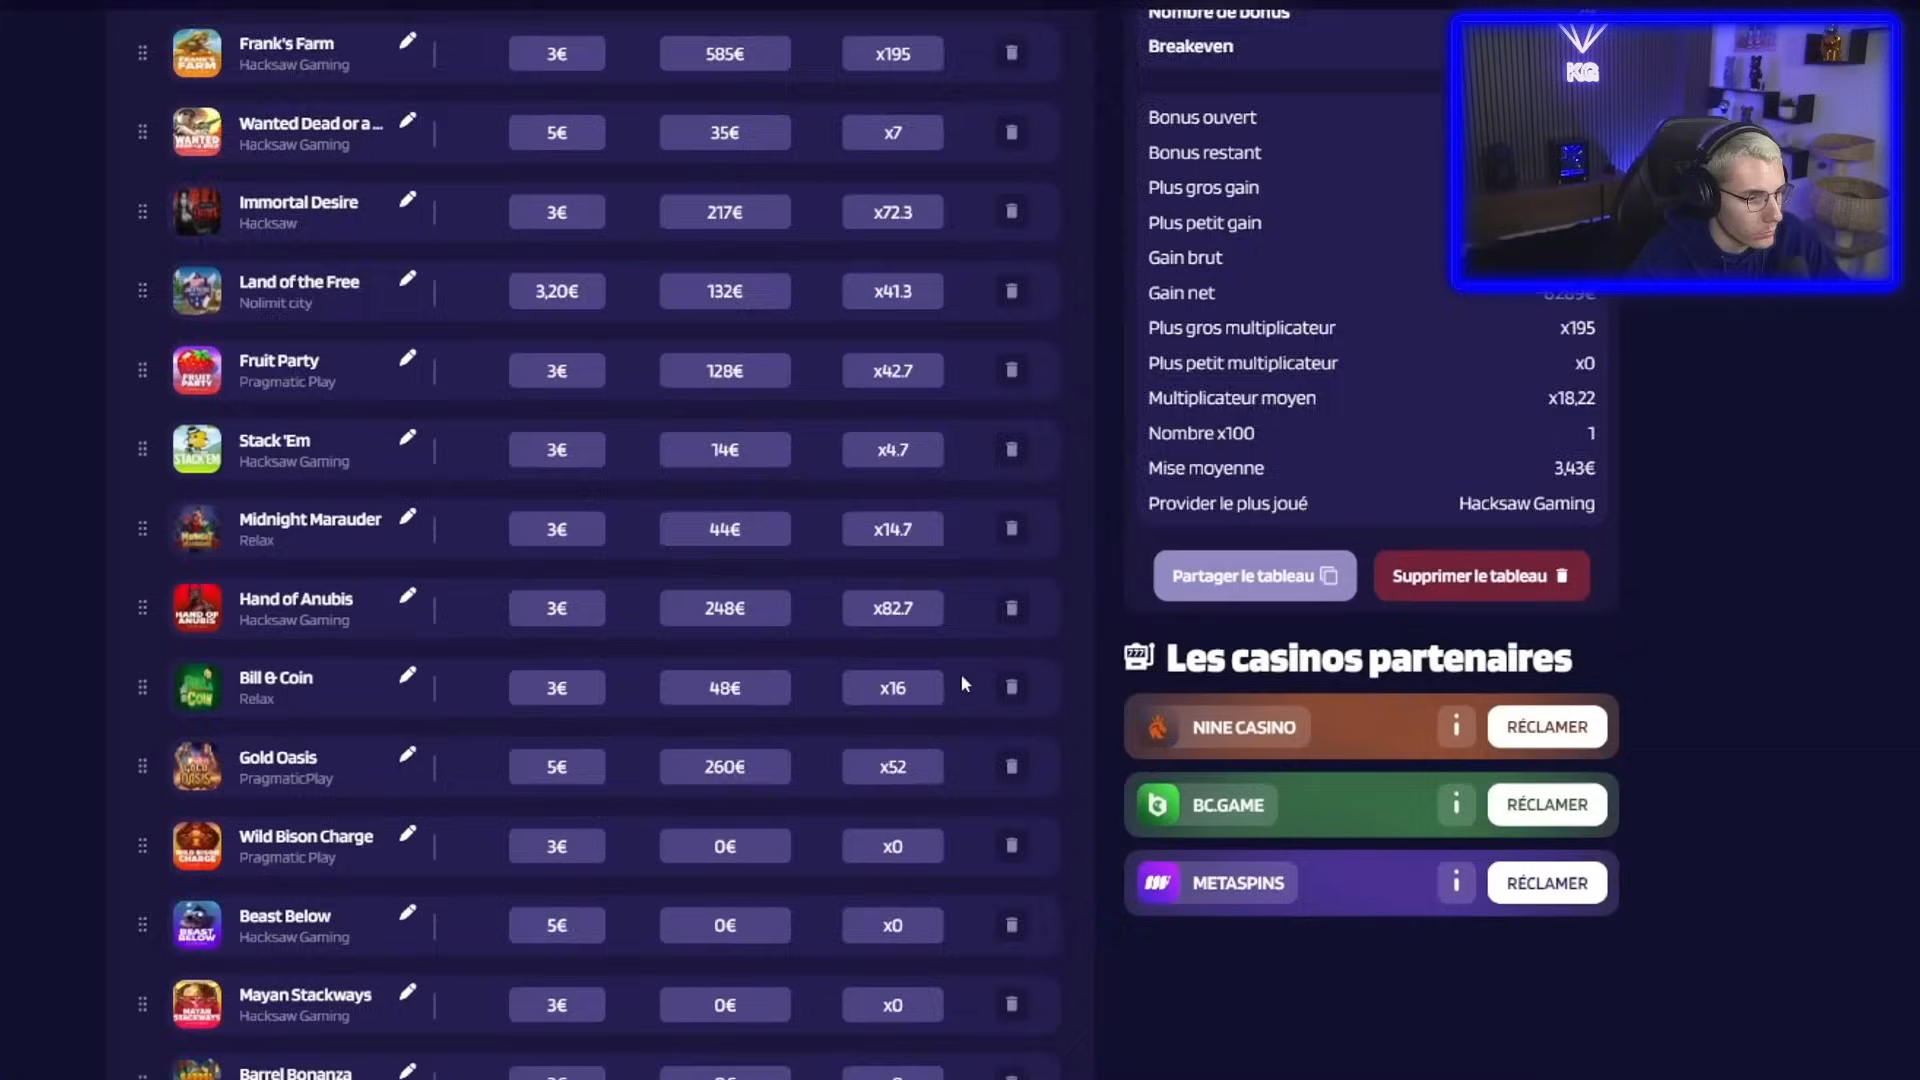 Frank's Farm
Hacksaw Gaming
3€
585€
x195
Wanted Dead or a ...
Hacksaw Gaming
5€
35€
x7
Immortal Desire
Hacksaw
3€
217€
x72.3
Land of the Free
Nolimit city
3,20€
132€
x41.3
Fruit Party
Pragmatic Play
3€
128€
x42.7
Stack 'Em
Hacksaw Gaming
3€
14€
x4.7
Midnight Marauder
Relax
3€
44€
x14.7
Hand of Anubis
Hacksaw Gaming
3€
248€
x82.7
Bill & Coin
Relax
3€
48€
x16
Gold Oasis
PragmaticPlay
5€
260€
x52
Wild Bison Charge
Pragmatic Play
3€
0€
x0
Beast Below
Hacksaw Gaming
5€
0€
x0
Mayan Stackways
Hacksaw Gaming
3€
0€
x0
Barrel Bonanza
Nombre de bonus
Breakeven
Bonus ouvert
Bonus restant
Plus gros gain
Plus petit gain
Gain brut
Gain net
Plus gros multiplicateur x195
Plus petit multiplicateur x0
Multiplicateur moyen x18,22
Nombre x100 1
Mise moyenne 3,43€
Provider le plus joué Hacksaw Gaming
Partager le tableau
Supprimer le tableau
Les casinos partenaires
NINE CASINO
i
RÉCLAMER
BC.GAME
i
RÉCLAMER
METASPINS
i
RÉCLAMER
KG